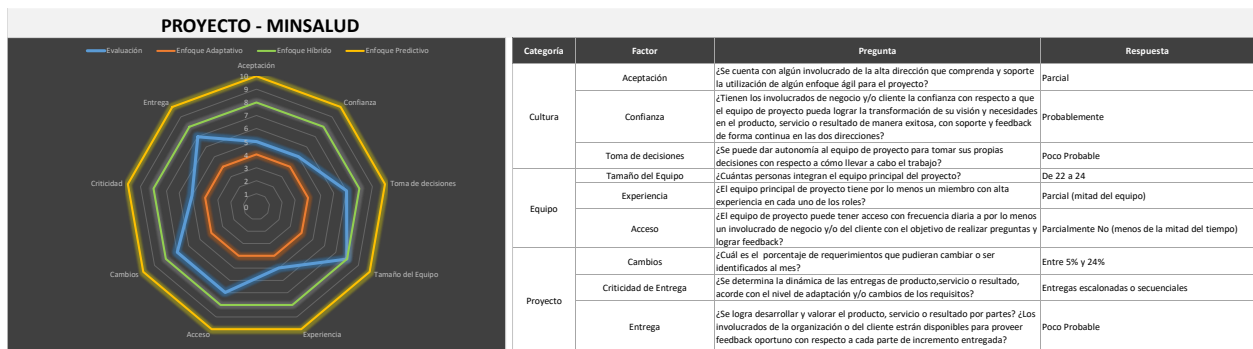 PROYECTO - MINSALUD
Evaluación
Enfoque Adaptativo
Enfoque Híbrido
Enfoque Predictivo
Aceptación
Confianza
Toma de decisiones
Tamaño del Equipo
Experiencia
Acceso
Cambios
Criticidad
Entrega
10
9
8
7
6
5
4
3
2
1
0
Categoría Factor Pregunta Respuesta
Cultura
Aceptación
¿Se cuenta con algún involucrado de la alta dirección que comprenda y soporte
la utilización de algún enfoque ágil para el proyecto?
Parcial
Confianza
¿Tienen los involucrados de negocio y/o cliente la confianza con respecto a que
el equipo de proyecto pueda lograr la transformación de su visión y necesidades
en el producto, servicio o resultado de manera exitosa, con soporte y feedback
de forma continua en las dos direcciones?
Probablemente
Toma de decisiones
¿Se puede dar autonomía al equipo de proyecto para tomar sus propias
decisiones con respecto a cómo llevar a cabo el trabajo?
Poco Probable
Equipo
Tamaño del Equipo
¿Cuántas personas integran el equipo principal del proyecto?
De 22 a 24
Experiencia
¿El equipo principal de proyecto tiene por lo menos un miembro con alta
experiencia en cada uno de los roles?
Parcial (mitad del equipo)
Acceso
¿El equipo de proyecto puede tener acceso con frecuencia diaria a por lo menos
un involucrado de negocio y/o del cliente con el objetivo de realizar preguntas y
lograr feedback?
Parcialmente No (menos de la mitad del tiempo)
Proyecto
Cambios
¿Cuál es el porcentaje de requerimientos que pudieran cambiar o ser
identificados al mes?
Entre 5% y 24%
Criticidad de Entrega
¿Se determina la dinámica de las entregas de producto,servicio o resultado,
acorde con el nivel de adaptación y/o cambios de los requisitos?
Entregas escalonadas o secuenciales
Entrega
¿Se logra desarrollar y valorar el producto, servicio o resultado por partes? ¿Los
involucrados de la organización o del cliente estarán disponibles para proveer
feedback oportuno con respecto a cada parte de incremento entregada?
Poco Probable